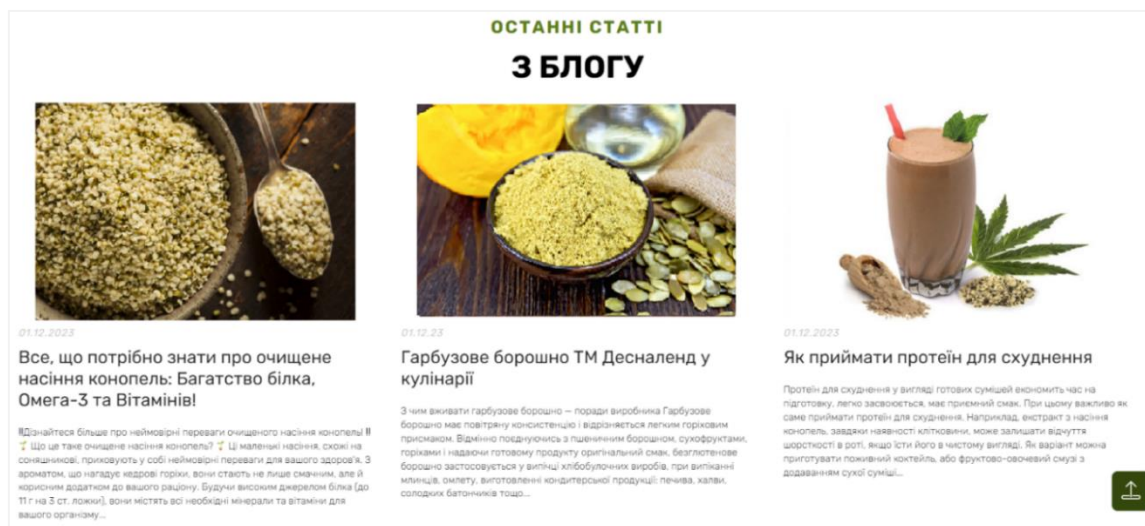 ОСТАННІ СТАТТІ
З БЛОГУ
01.12.2023
Все, що потрібно знати про очищене
насіння конопель: Багатство білка,
Омега-3 та Вітамінів!
‼️Дізнайтеся більше про неймовірні переваги очищеного насіння конопель! ‼️
🌱 Що це таке очищене насіння конопель? 🌱 Ці маленькі насіння, схожі на
соняшникові, приховують у собі неймовірні переваги для вашого здоров'я. З
ароматом, що нагадує кедрові горіхи, вони стають не лише смачним, але й
корисним додатком до вашого раціону. Будучи високим джерелом білка (до
11 г на 3 ст. ложки), вони містять всі необхідні мінерали та вітаміни для
вашого організму...
01.12.23
Гарбузове борошно ТМ Десналенд у
кулінарії
З чим вживати гарбузове борошно — поради виробника Гарбузове
борошно має повітряну консистенцію і відрізняється легким горіховим
присмаком. Відмінно поєднуючись з пшеничним борошном, сухофруктами,
горіхами і надаючи готовому продукту оригінальний смак, безглютенове
борошно застосовується у випічці хлібобулочних виробів, при випіканні
млинців, омлету, виготовленні кондитерської продукції: печива, халви,
солодких батончиків тощо...
01.12.2023
Як приймати протеїн для схуднення
Протеїн для схуднення у вигляді готових сумішей економить час на
підготовку, легко засвоюється, має приємний смак. При цьому важливо як
саме приймати протеїн для схуднення. Наприклад, екстракт з насіння
конопель, завдяки наявності клітковини, може залишати відчуття
шорсткості в роті, якщо їсти його в чистому вигляді. Як варіант можна
приготувати поживний коктейль, або фруктово-овочевий смузі з
додаванням сухої суміші...